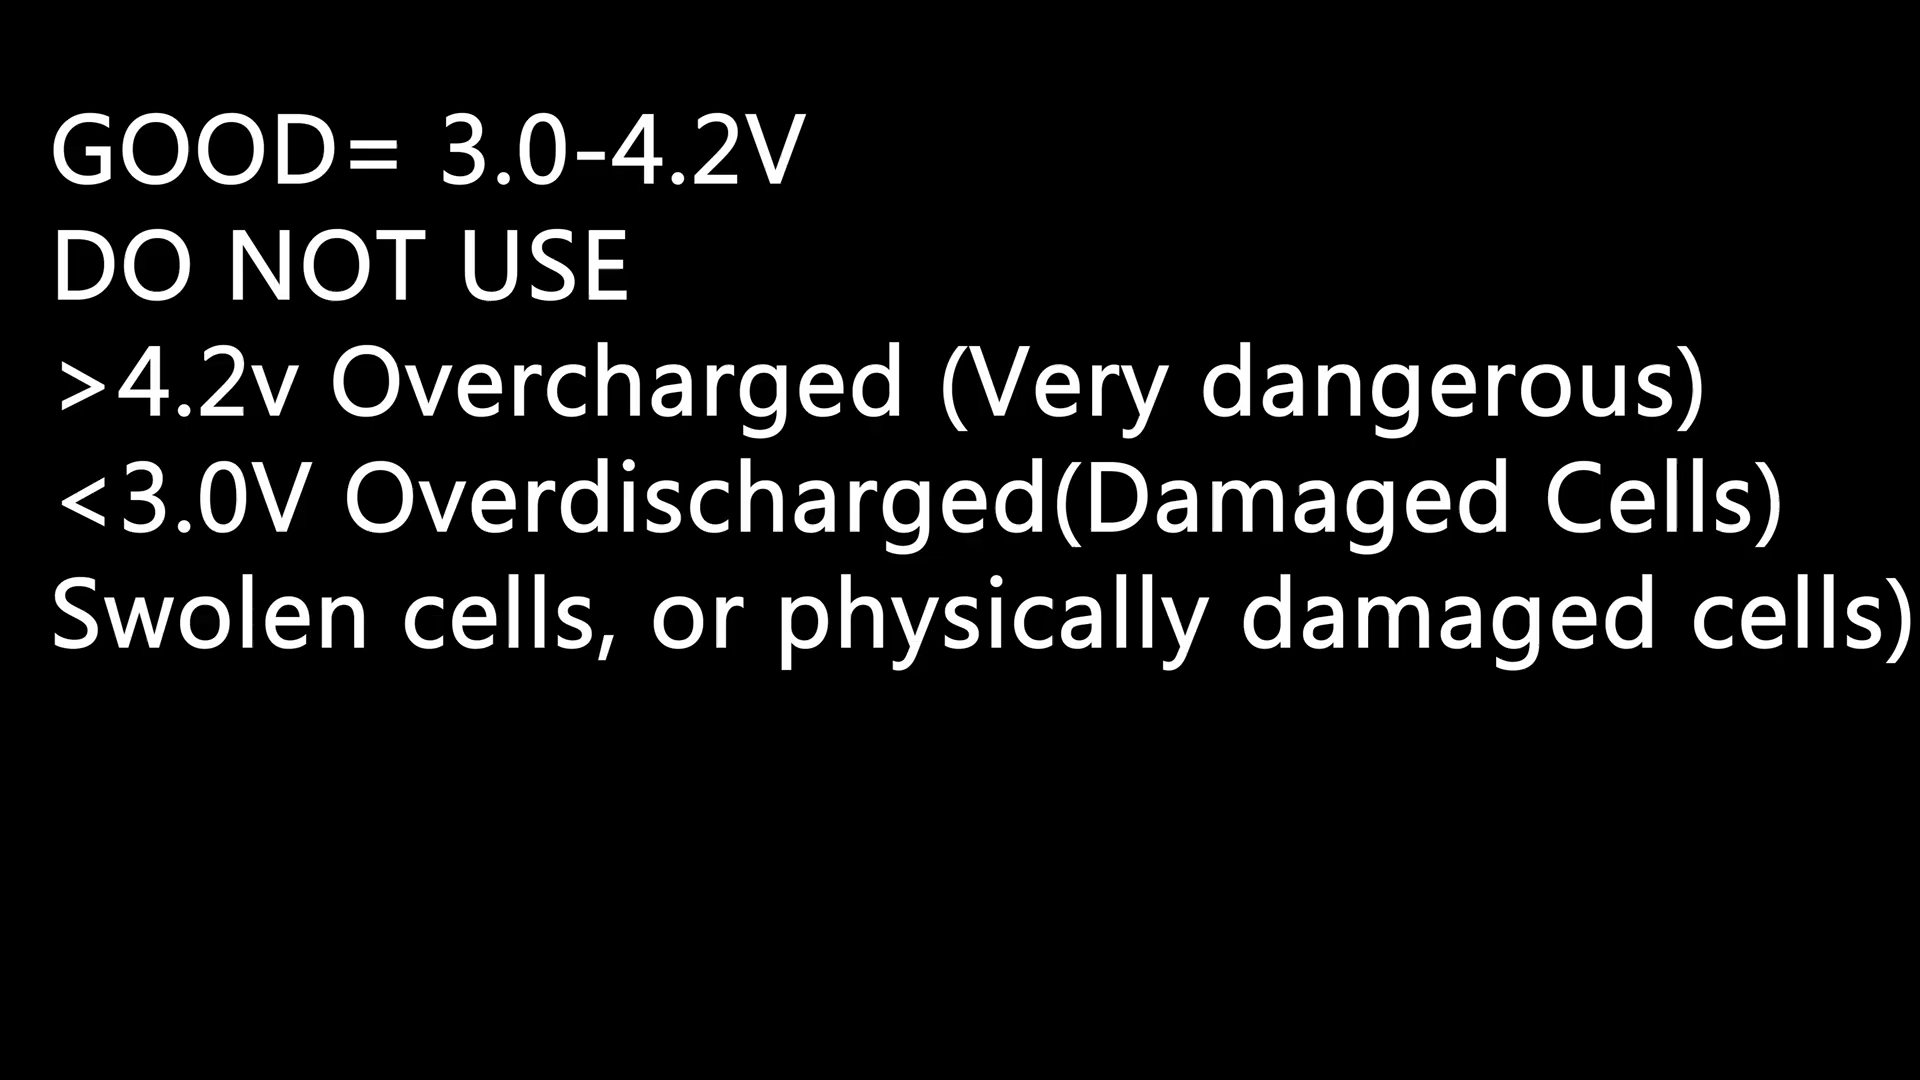 GOOD= 3.0-4.2V
DO NOT USE
>4.2v Overcharged (Very dangerous)
<3.0V Overdischarged(Damaged Cells)
Swolen cells, or physically damaged cells)